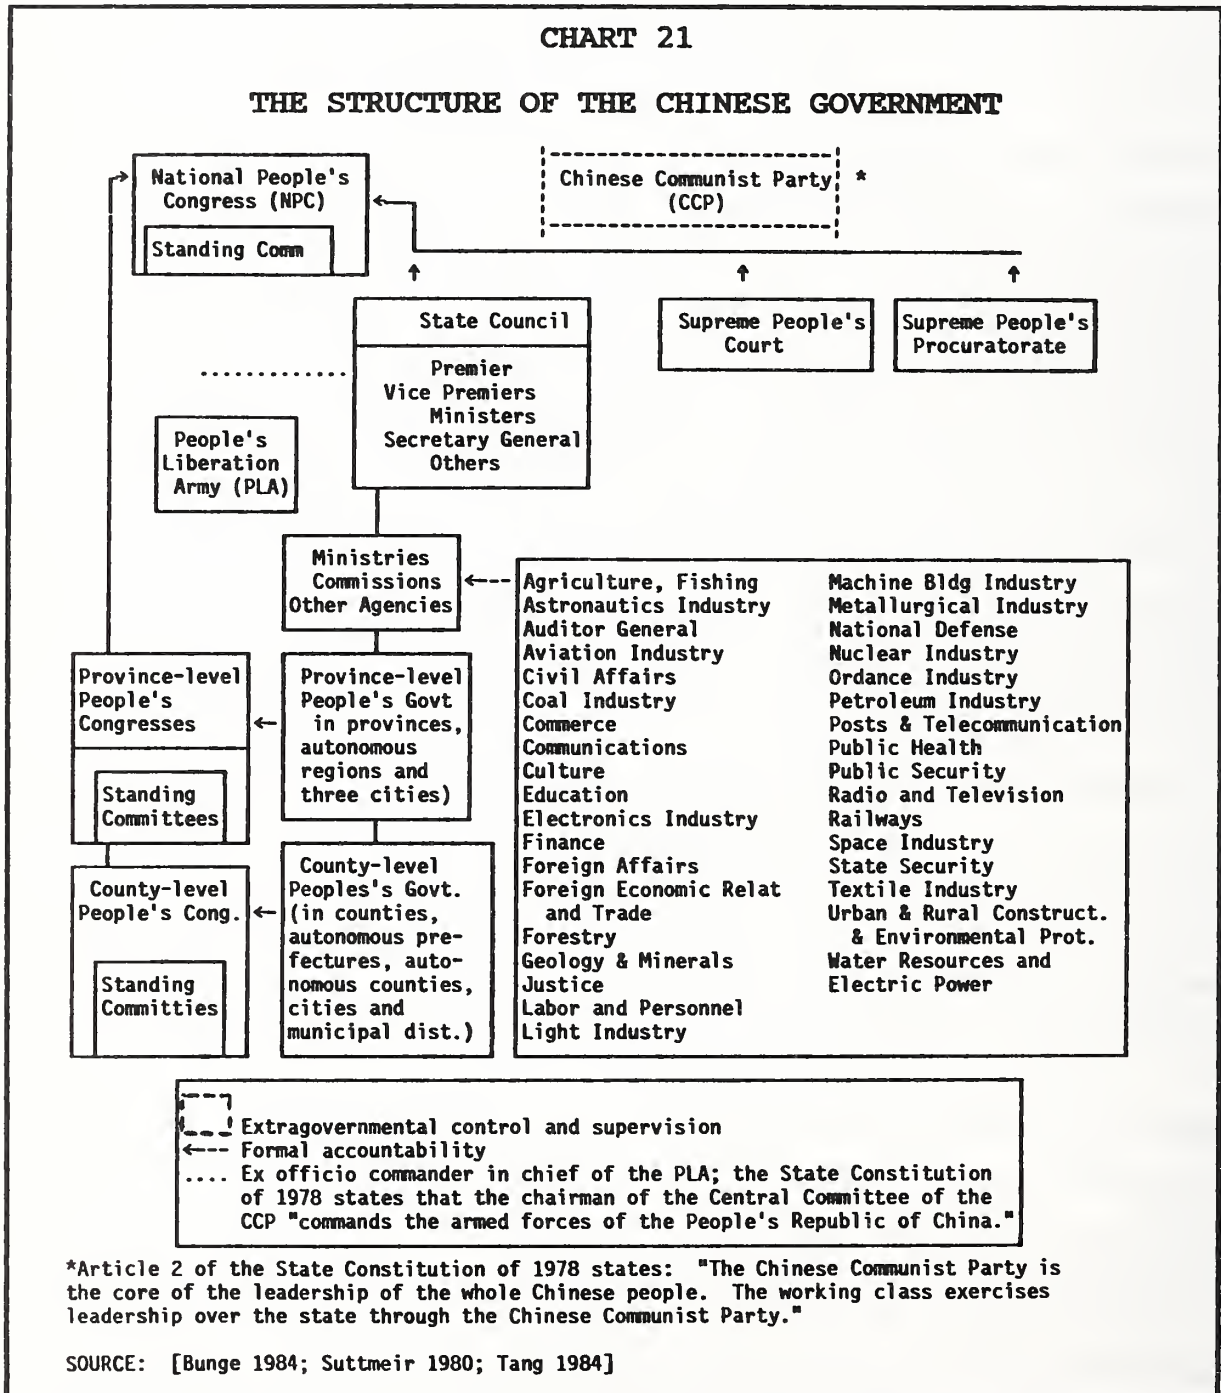 CHART 21
THE STRUCTURE OF THE CHINESE GOVERNMENT
National People's
Congress (NPC)
Standing Comm
Chinese Communist Party *
(CCP)
State Council
Premier
Vice Premiers
Ministers
Secretary General
Others
Supreme People's
Court
Supreme People's
Procuratorate
People's
Liberation
Army (PLA)
Ministries
Commissions
Other Agencies
Agriculture, Fishing
Astronautics Industry
Auditor General
Aviation Industry
Civil Affairs
Coal Industry
Commerce
Communications
Culture
Education
Electronics Industry
Finance
Foreign Affairs
Foreign Economic Relat
and Trade
Forestry
Geology & Minerals
Justice
Labor and Personnel
Light Industry
Machine Bldg Industry
Metallurgical Industry
National Defense
Nuclear Industry
Ordance Industry
Petroleum Industry
Posts & Telecommunication
Public Health
Public Security
Radio and Television
Railways
Space Industry
State Security
Textile Industry
Urban & Rural Construct.
& Environmental Prot.
Water Resources and
Electric Power
Province-level
People's
Congresses
Standing
Committees
Province-level
People's Govt
in provinces,
autonomous
regions and
three cities)
County-level
People's Cong.
Standing
Committies
County-level
Peoples's Govt.
(in counties,
autonomous pre-
fectures, auto-
nomous counties,
cities and
municipal dist.)
Extragovernmental control and supervision
Formal accountability
.... Ex officio commander in chief of the PLA; the State Constitution
of 1978 states that the chairman of the Central Committee of the
CCP "commands the armed forces of the People's Republic of China."
*Article 2 of the State Constitution of 1978 states: "The Chinese Communist Party is
the core of the leadership of the whole Chinese people. The working class exercises
leadership over the state through the Chinese Communist Party."
SOURCE: [Bunge 1984; Suttmeir 1980; Tang 1984]